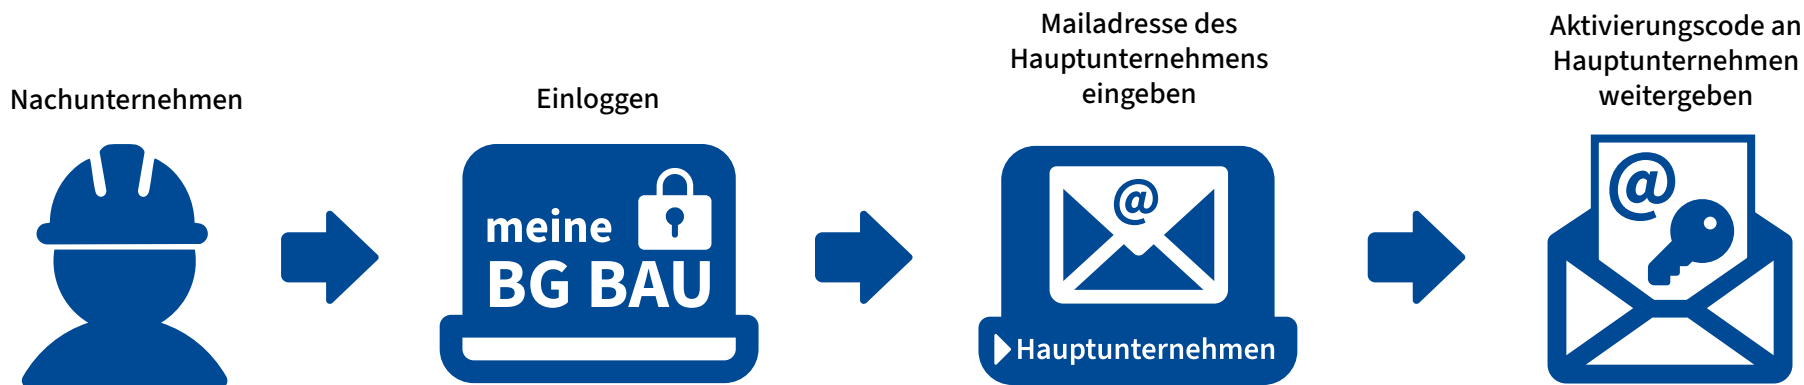 Nachunternehmen
Einloggen
meine
BG BAU
Mailadresse des
Hauptunternehmens
eingeben
@
Hauptunternehmen
Aktivierungscode an
Hauptunternehmen
weitergeben
@